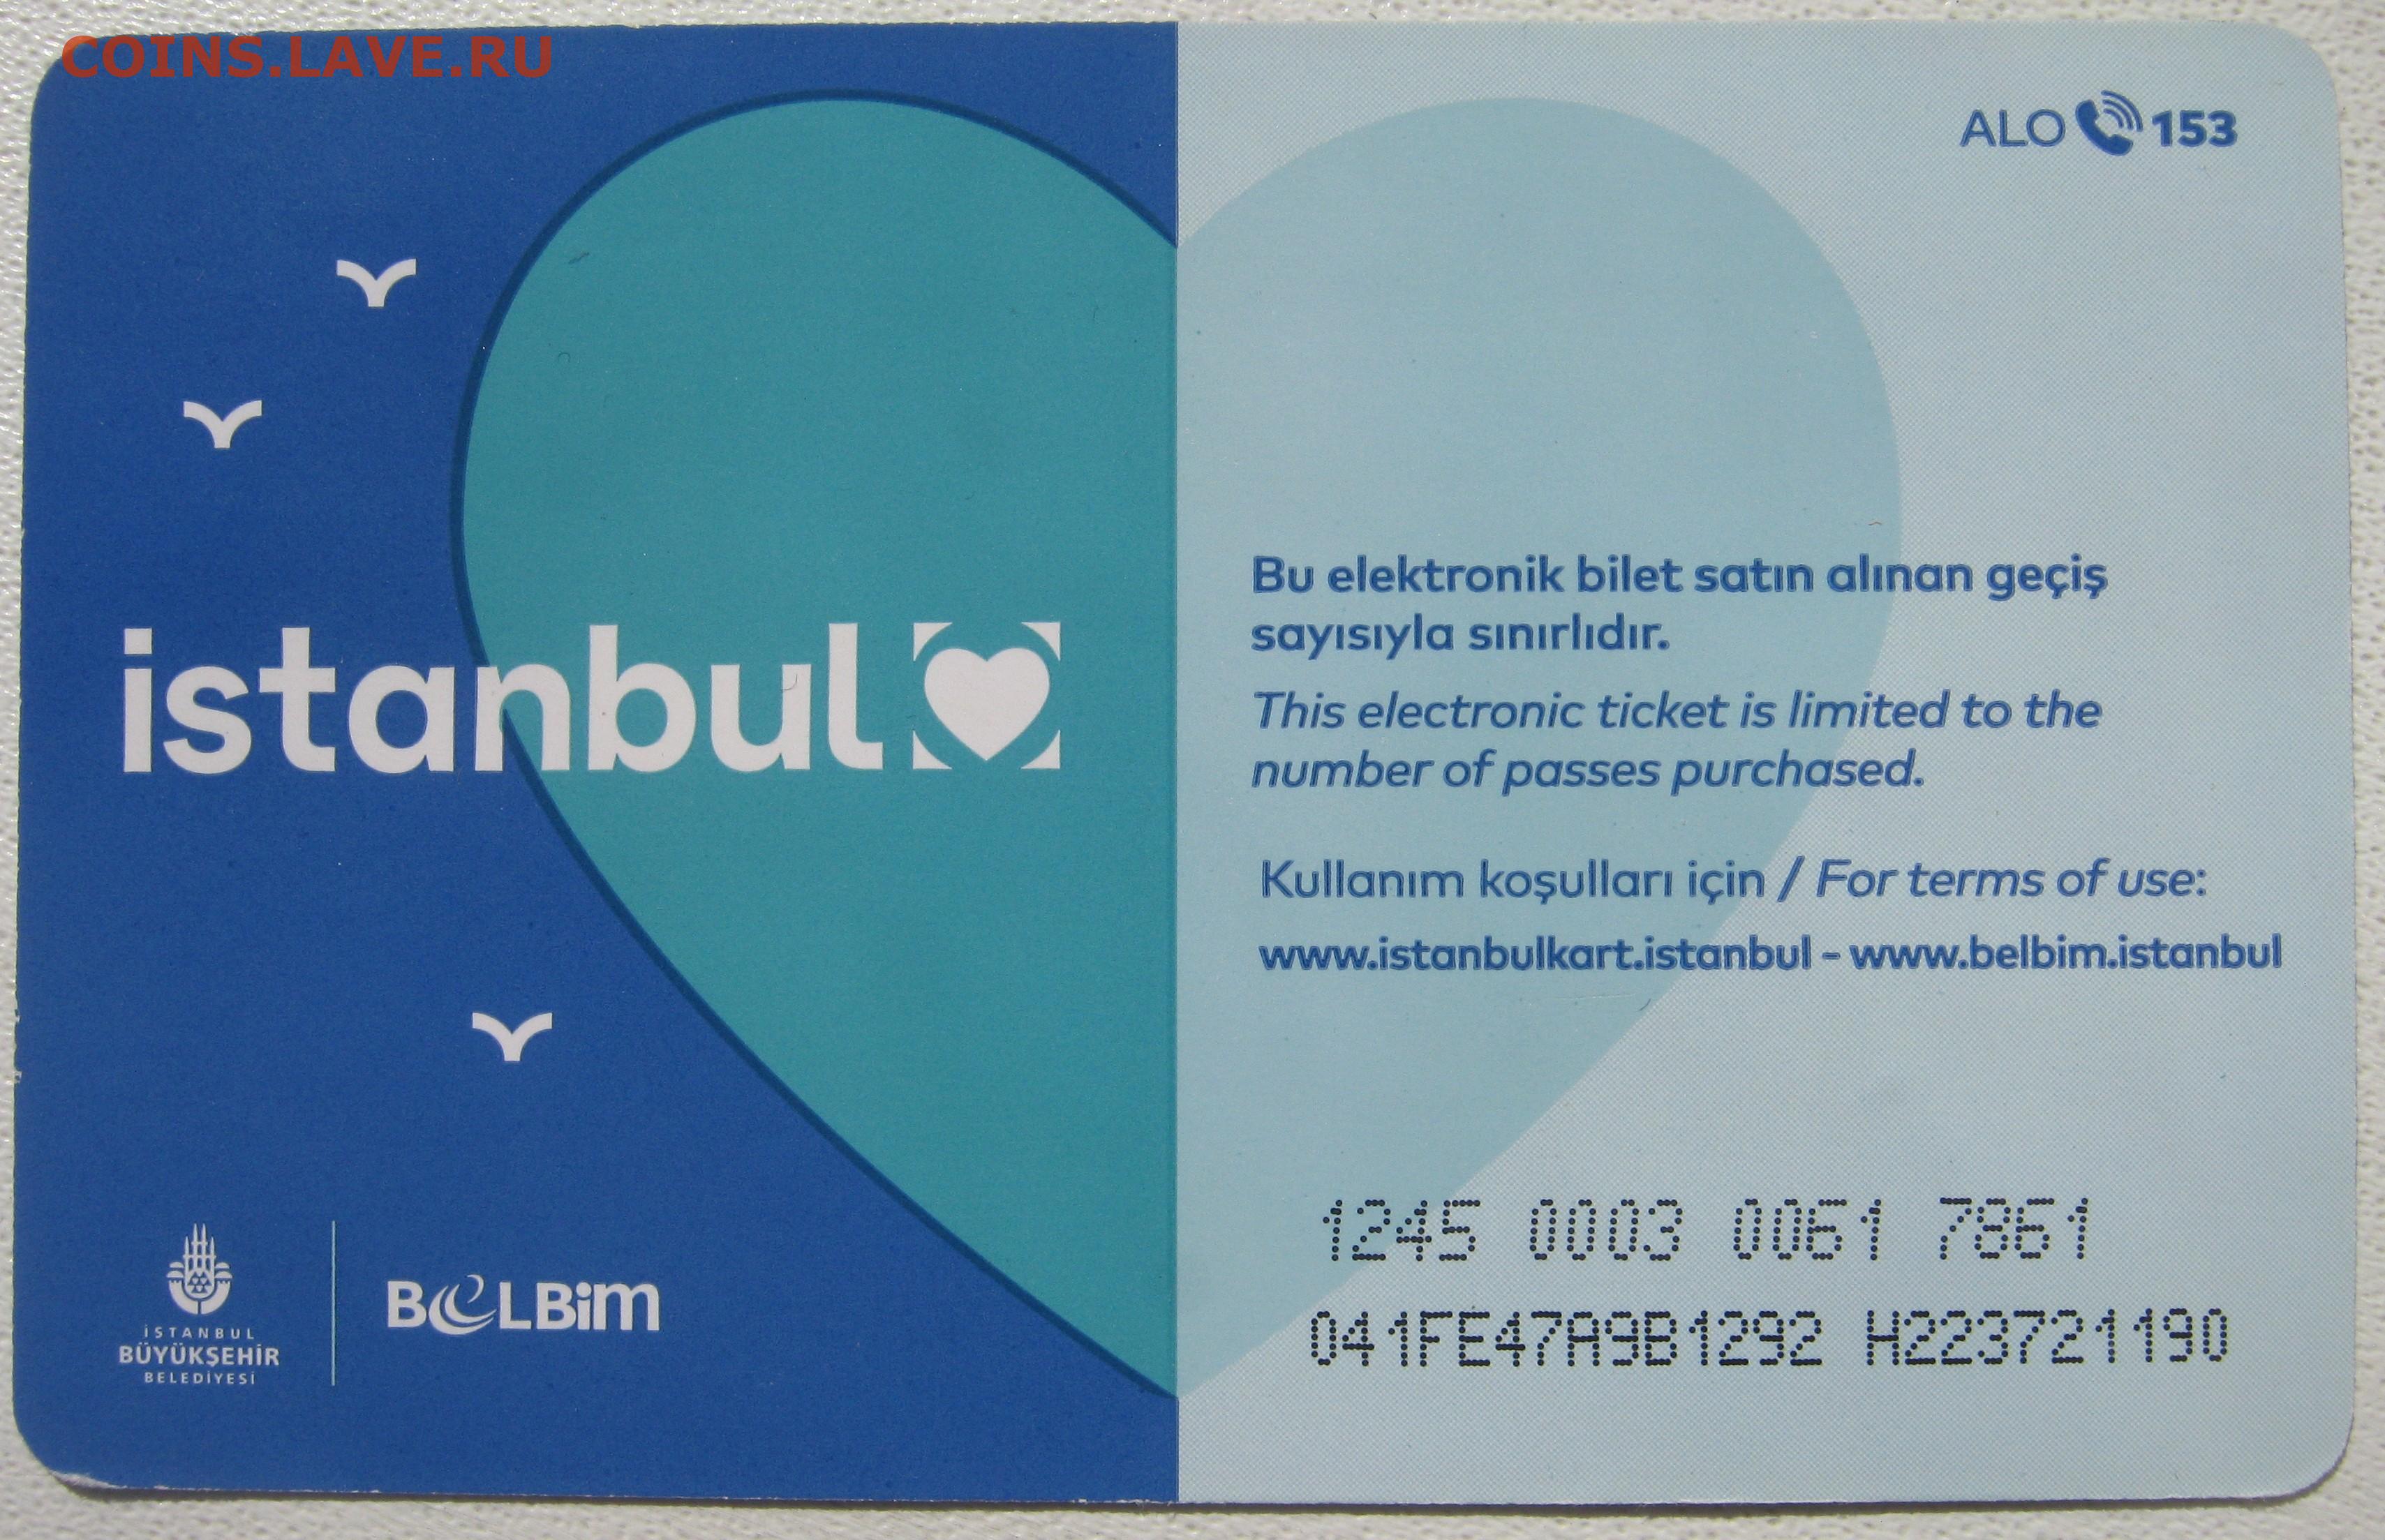 COINS.LAVE.RU
ALO 153
istanbul
Bu elektronik bilet satın alınan geçiş
sayısıyla sınırlıdır.
This electronic ticket is limited to the
number of passes purchased.
Kullanım koşulları için / For terms of use:
www.istanbulkart.istanbul - www.belbim.istanbul
1245 0003 0061 7861
041FE47A9B1292 H223721190
İSTANBUL
BÜYÜKŞEHİR
BELEDİYESİ
BELBiM